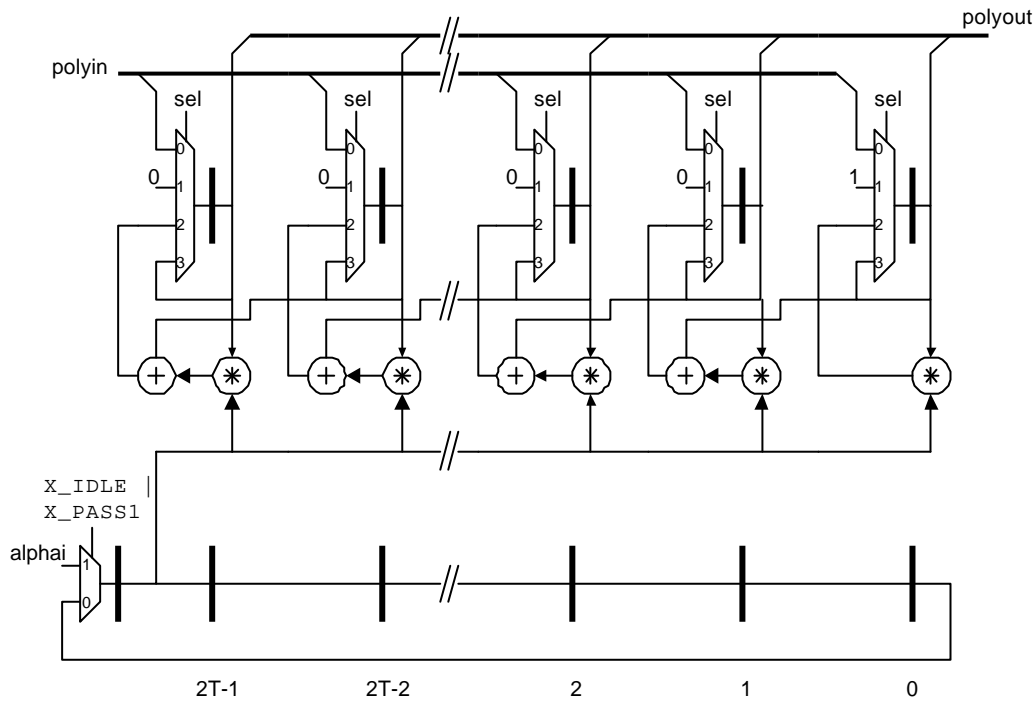 polyout
polyin
sel sel sel sel sel
0 0 0 0 0
0 1 0 1 0 1 0 1 1 1
2 2 2 2 2
3 3 3 3 3
+ * + * + * + * *
X_IDLE |
X_PASS1
alphai
1
0
2T-1 2T-2 2 1 0